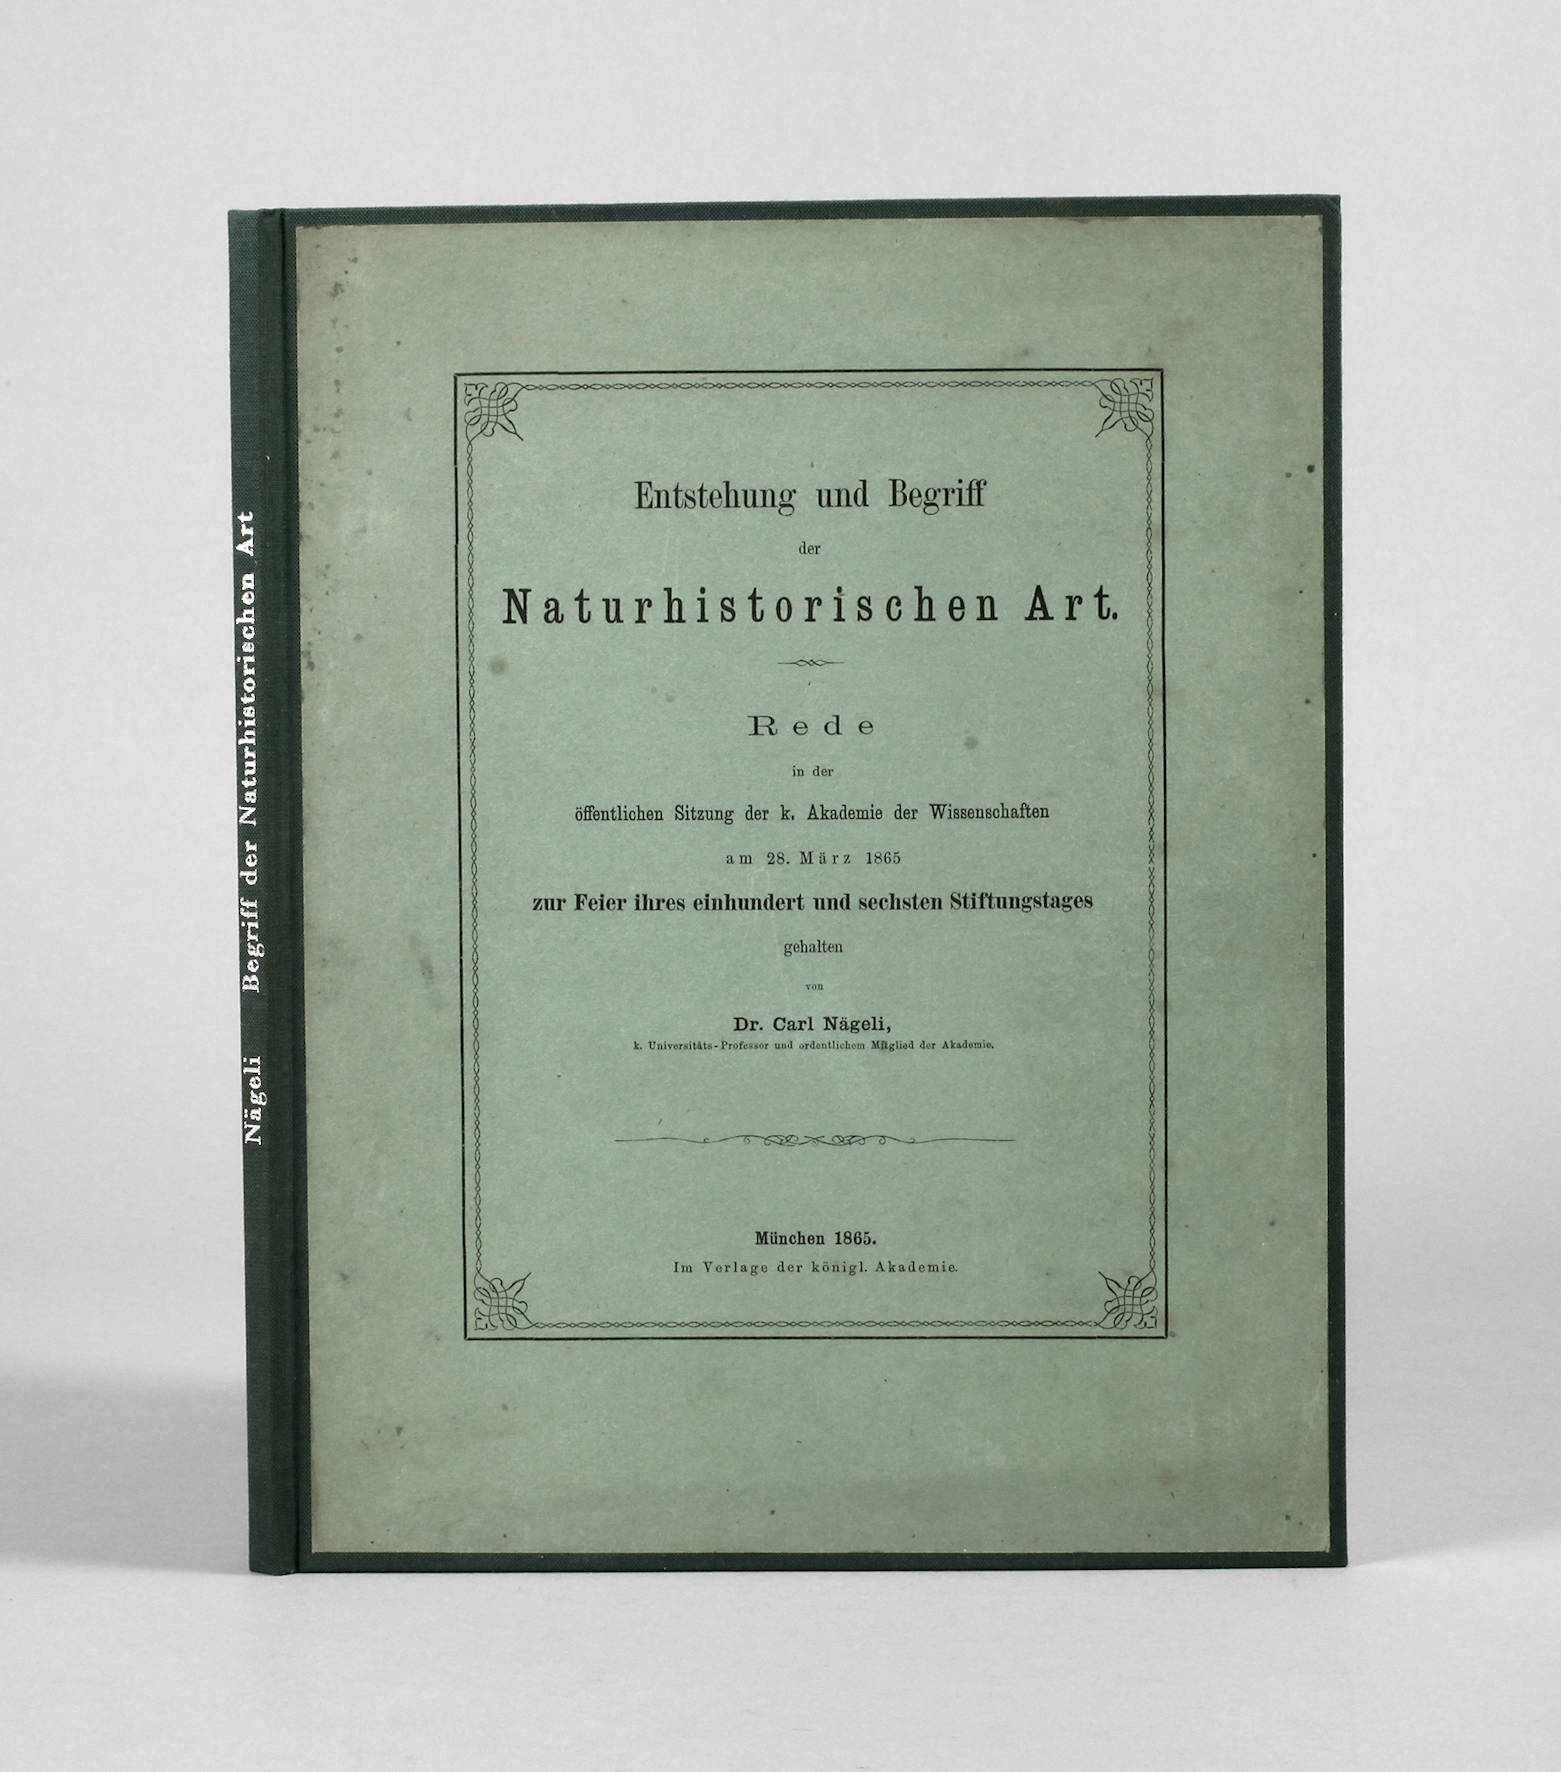 Nägeli Begriff der Naturhistorischen Art
Entstehung und Begriff
der
Naturhistorischen Art.
Rede
in der
öffentlichen Sitzung der k. Akademie der Wissenschaften
am 28. März 1865
zur Feier ihres einhundert und sechsten Stiftungstages
gehalten
von
Dr. Carl Nägeli,
k. Universitäts-Professor und ordentlichem Mitglied der Akademie.
München 1865.
Im Verlage der königl. Akademie.